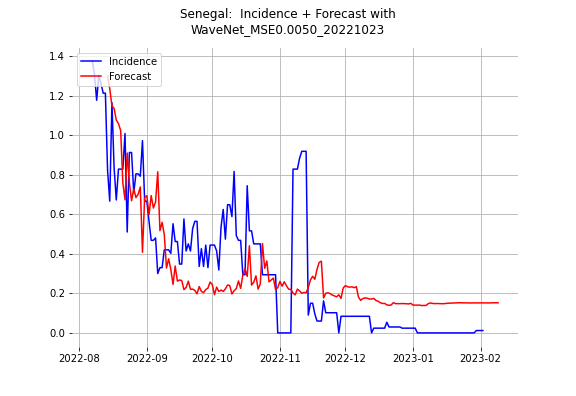 Senegal:  Incidence + Forecast with
WaveNet_MSE0.0050_20221023
Incidence
Forecast
1.4
1.2
1.0
0.8
0.6
0.4
0.2
0.0
2022-08 2022-09 2022-10 2022-11 2022-12 2023-01 2023-02